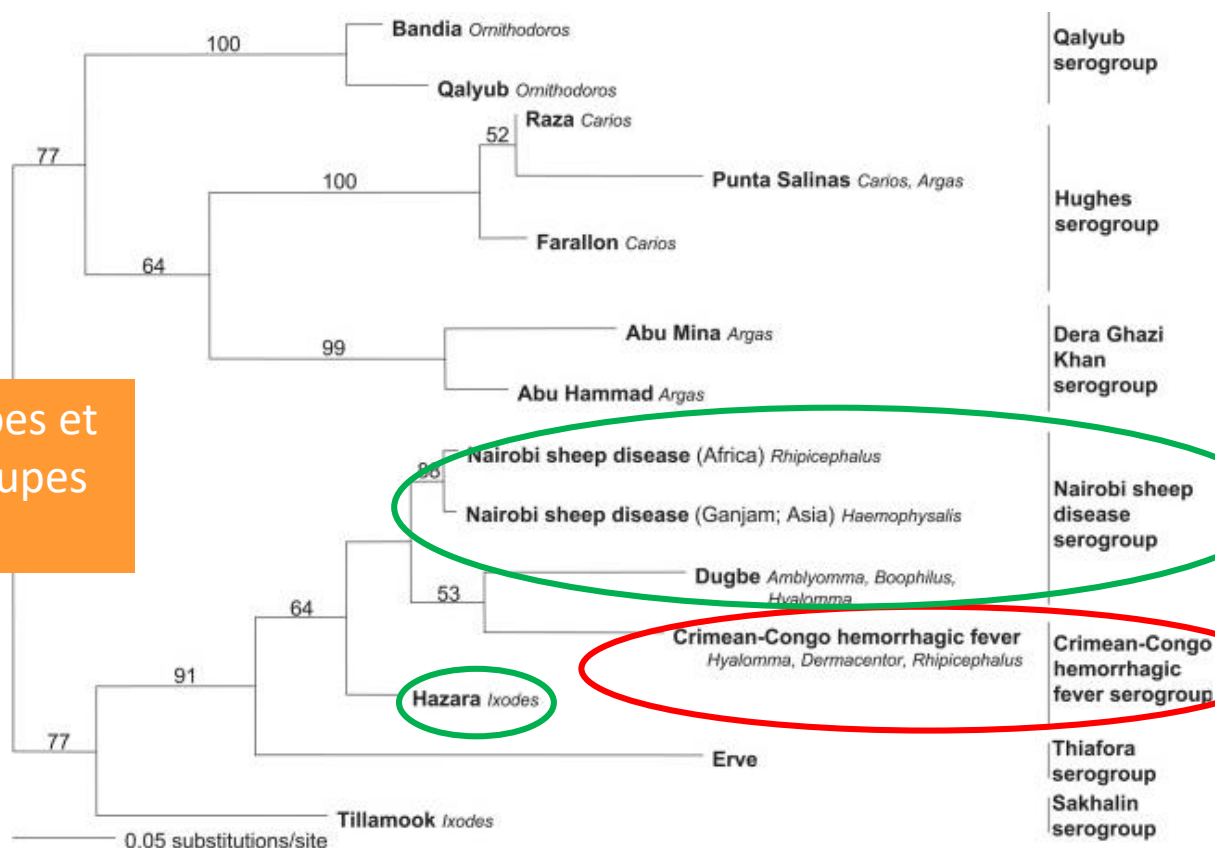 Bandia Ornithodoros
100
Qalyub Ornithodoros
Qalyub
serogroup
77
Raza Carios
52
Punta Salinas Carios, Argas
100
Farallon Carios
Hughes
serogroup
64
Abu Mina Argas
99
Abu Hammad Argas
Dera Ghazi
Khan
serogroup
pes et
upes
Nairobi sheep disease (Africa) Rhipicephalus
Nairobi sheep disease (Ganjam; Asia) Haemophysalis
Nairobi sheep
disease
serogroup
Dugbe Amblyomma, Boophilus,
Hyalomma
53
64
Crimean-Congo hemorrhagic fever
Hyalomma, Dermacentor, Rhipicephalus
Crimean-Congo
hemorrhagic
fever serogroup
91
Hazara Ixodes
77
Erve
Thiafora
serogroup
Tillamook Ixodes
Sakhalin
serogroup
0.05 substitutions/site